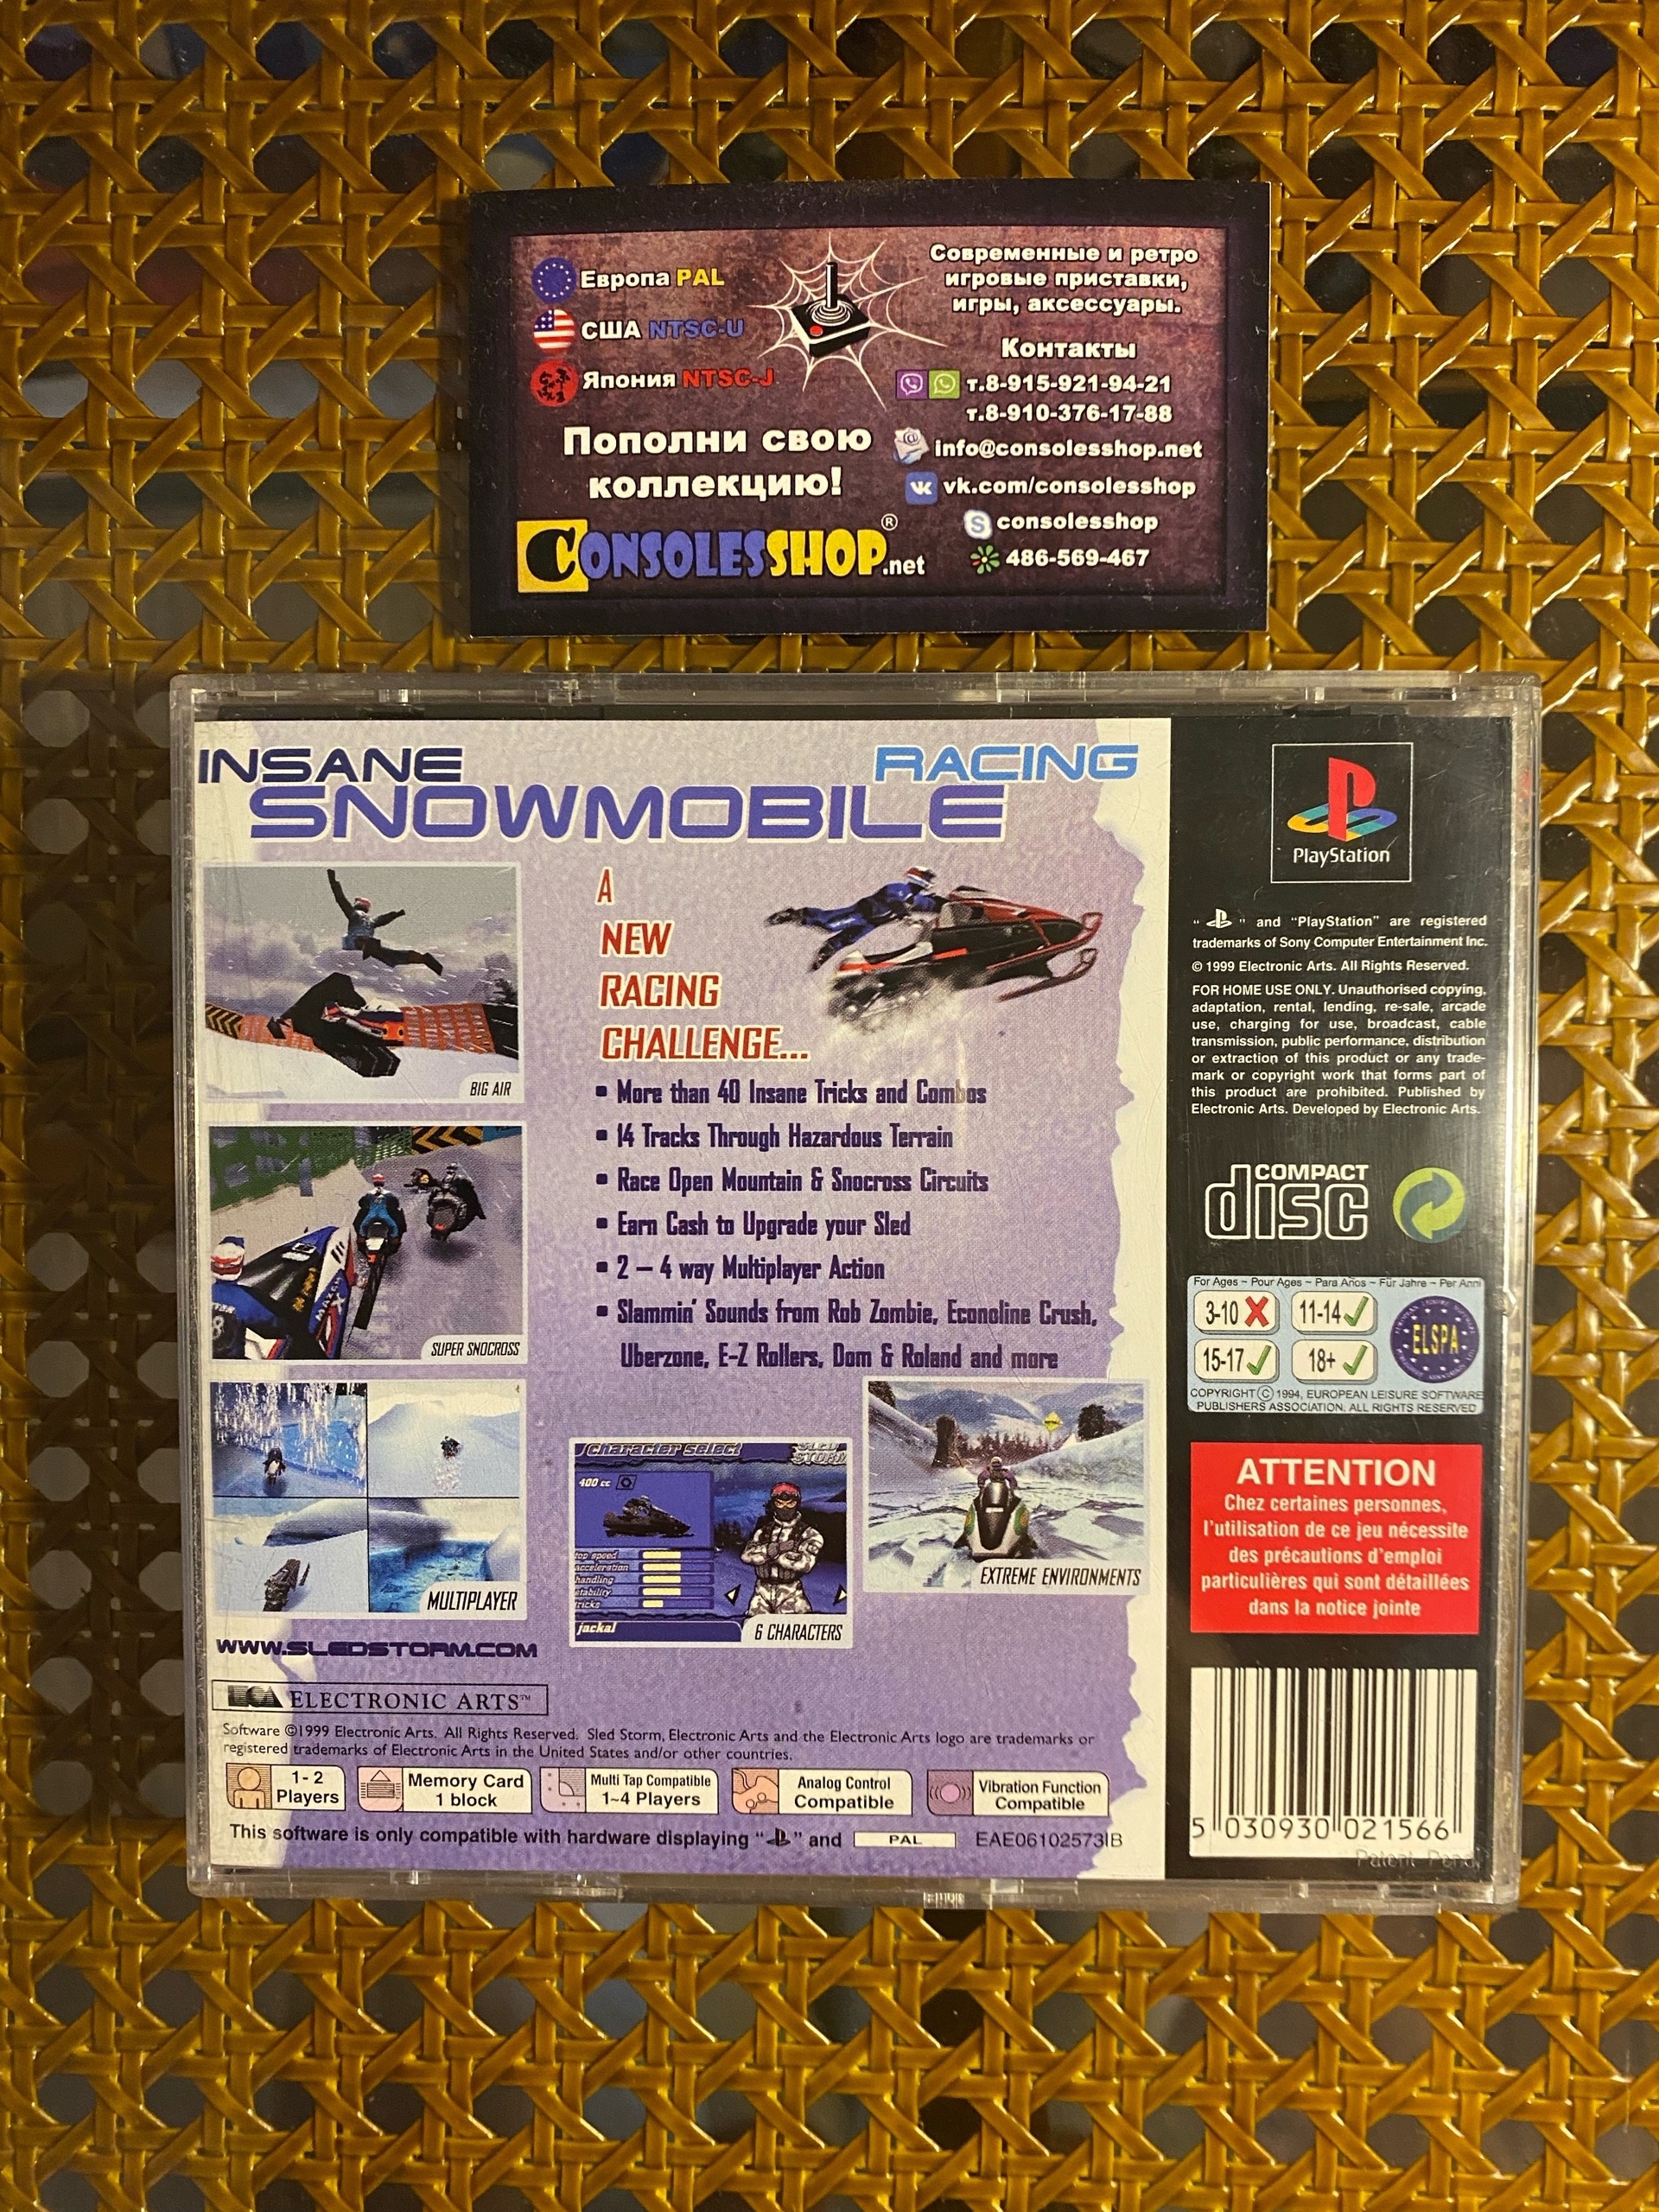 Европа PAL
США NTSC-U
Япония NTSC-J
Пополни свою
коллекцию!
CONSOLESSHOP.net
®
Современные и ретро
игровые приставки,
игры, аксессуары.
Контакты
т.8-915-921-94-21
т.8-910-376-17-88
info@consolesshop.net
vk.com/consolesshop
consolesshop
486-569-467
INSANE RACING
SNOWMOBILE
A
NEW
RACING
CHALLENGE...
• More than 40 Insane Tricks and Combos
• 14 Tracks Through Hazardous Terrain
• Race Open Mountain & Snocross Circuits
• Earn Cash to Upgrade your Sled
• 2 – 4 way Multiplayer Action
• Slammin' Sounds from Rob Zombie, Econoline Crush,
Uberzone, E-Z Rollers, Dom & Roland and more
BIG AIR
SUPER SNOCROSS
MULTIPLAYER
character select
SLED STORM
400 cc
top speed
acceleration
handling
stability
tricks
jackal
6 CHARACTERS
EXTREME ENVIRONMENTS
WWW.SLEDSTORM.COM
ELECTRONIC ARTS™
Software ©1999 Electronic Arts. All Rights Reserved. Sled Storm, Electronic Arts and the Electronic Arts logo are trademarks or
registered trademarks of Electronic Arts in the United States and/or other countries.
1- 2
Players
Memory Card
1 block
Multi Tap Compatible
1~4 Players
Analog Control
Compatible
Vibration Function
Compatible
This software is only compatible with hardware displaying “ ” and PAL EAE06102573IB
PlayStation
“ ” and “PlayStation” are registered
trademarks of Sony Computer Entertainment Inc.
© 1999 Electronic Arts. All Rights Reserved.
FOR HOME USE ONLY. Unauthorised copying,
adaptation, rental, lending, re-sale, arcade
use, charging for use, broadcast, cable
transmission, public performance, distribution
or extraction of this product or any trade-
mark or copyright work that forms part of
this product are prohibited. Published by
Electronic Arts. Developed by Electronic Arts.
COMPACT
disc
For Ages ~ Pour Ages ~ Para Años ~ Für Jahre ~ Per Anni
3-10 11-14
15-17 18+
ELSPA
COPYRIGHT © 1994, EUROPEAN LEISURE SOFTWARE
PUBLISHERS ASSOCIATION. ALL RIGHTS RESERVED
ATTENTION
Chez certaines personnes,
l'utilisation de ce jeu nécessite
des précautions d'emploi
particulières qui sont détaillées
dans la notice jointe
5 030930 021566
Patent Pend.